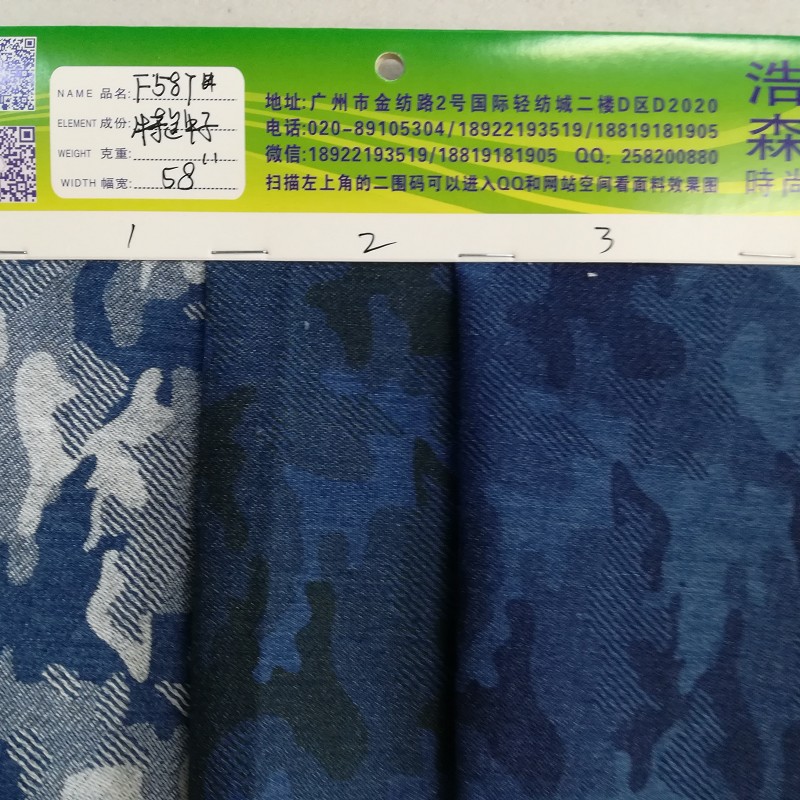 NAME 品名: F58T#
ELEMENT 成份:
WEIGHT 克重:
WIDTH 幅宽: 58"
地址:广州市金纺路2号国际轻纺城二楼D区D2020
电话:020-89105304/18922193519/18819181905
微信:18922193519/18819181905 QQ: 258200880
扫描左上角的二围码可以进入QQ和网站空间看面料效果图
浩
森
時尚
1 2 3